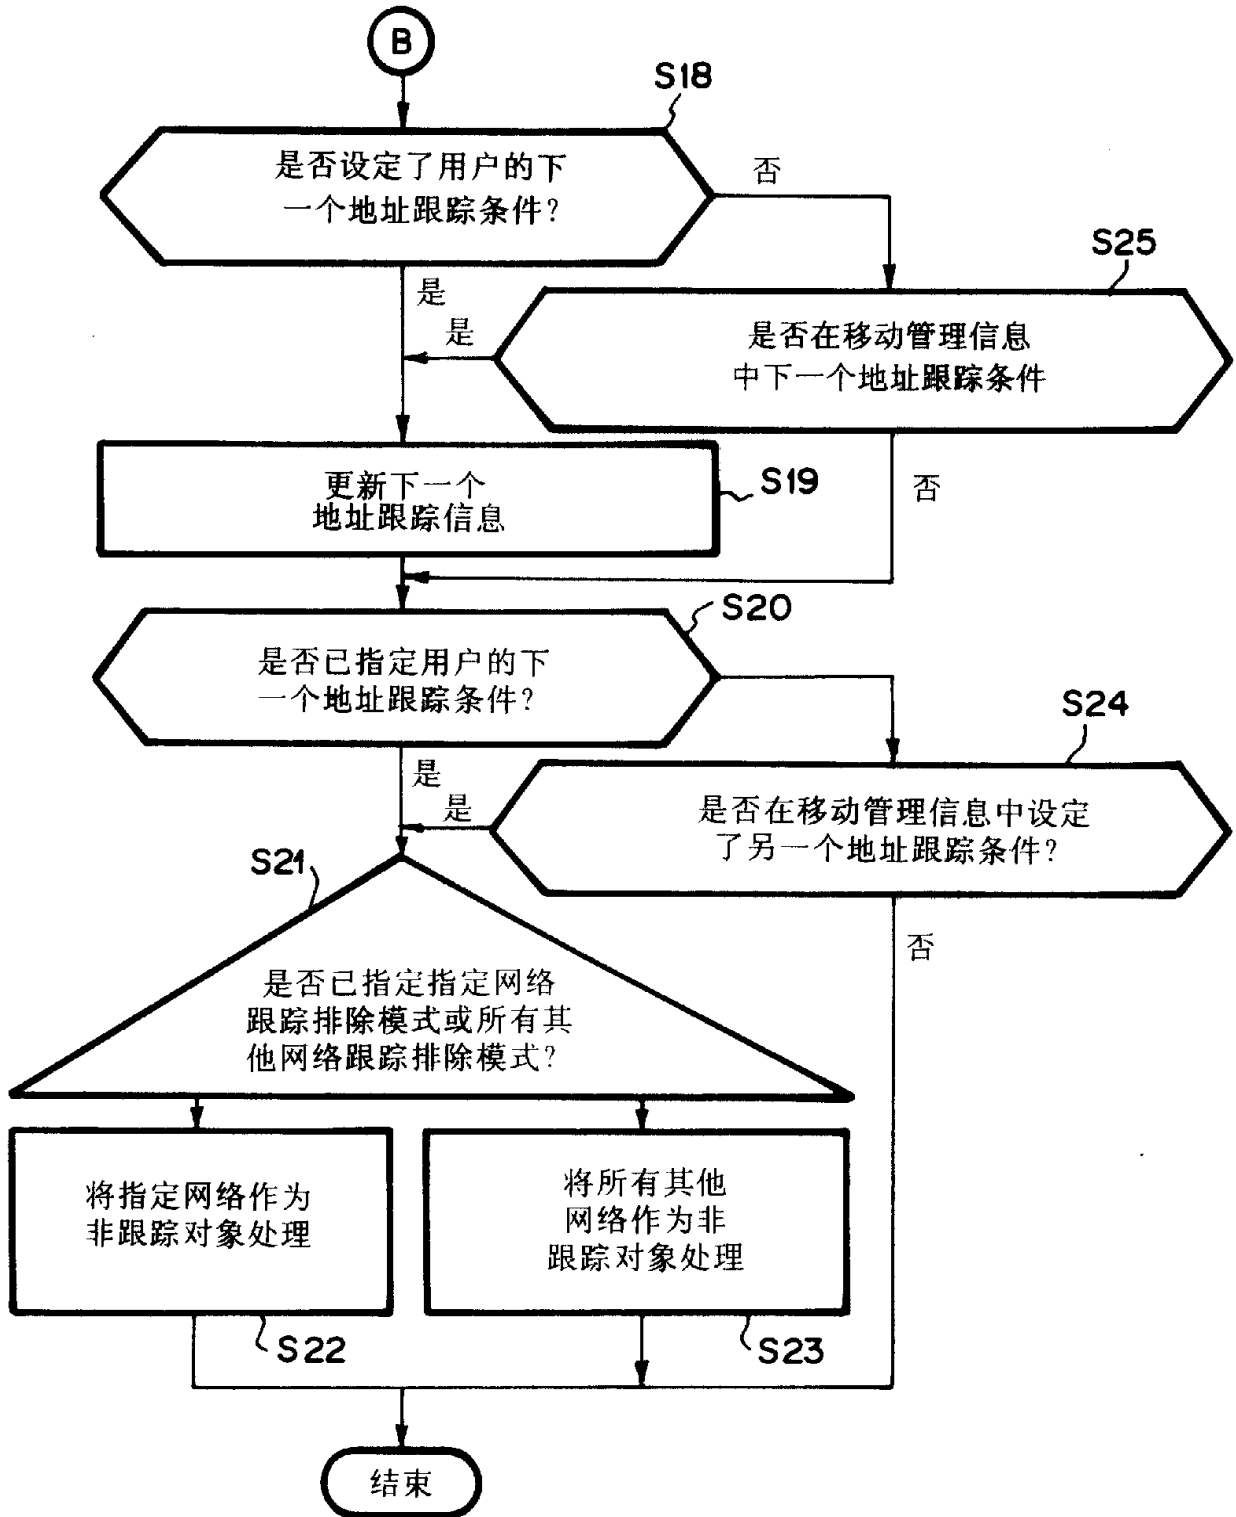 B
S18
是否设定了用户的下
一个地址跟踪条件?
否
S25
是
是
是否在移动管理信息
中下一个地址跟踪条件
更新下一个
地址跟踪信息
S19
否
S20
是否已指定用户的下
一个地址跟踪条件?
S24
是
是
是否在移动管理信息中设定
了另一个地址跟踪条件?
S21
否
是否已指定指定网络
跟踪排除模式或所有其
他网络跟踪排除模式?
将指定网络作为
非跟踪对象处理
将所有其他
网络作为非
跟踪对象处理
S22
S23
结束